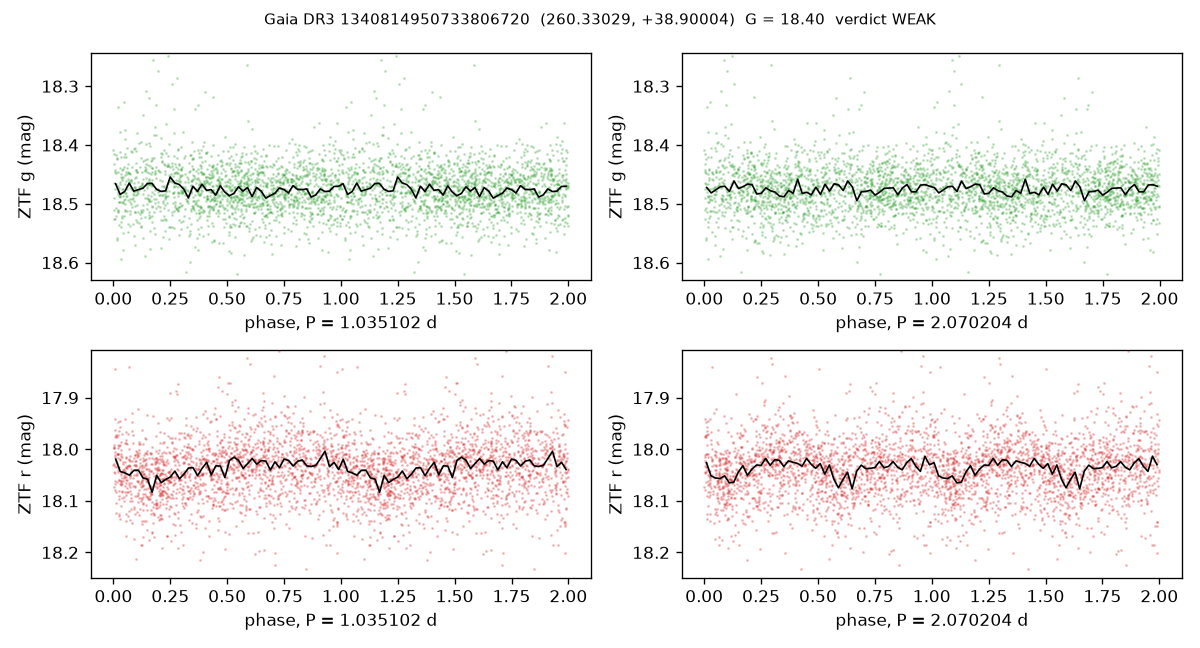 Gaia DR3 1340814950733806720 (260.33029, +38.90004) G = 18.40 verdict WEAK
ZTF g (mag)
18.3
18.4
18.5
18.6
0.00 0.25 0.50 0.75 1.00 1.25 1.50 1.75 2.00
phase, P = 1.035102 d
ZTF g (mag)
18.3
18.4
18.5
18.6
0.00 0.25 0.50 0.75 1.00 1.25 1.50 1.75 2.00
phase, P = 2.070204 d
ZTF r (mag)
17.9
18.0
18.1
18.2
0.00 0.25 0.50 0.75 1.00 1.25 1.50 1.75 2.00
phase, P = 1.035102 d
ZTF r (mag)
17.9
18.0
18.1
18.2
0.00 0.25 0.50 0.75 1.00 1.25 1.50 1.75 2.00
phase, P = 2.070204 d